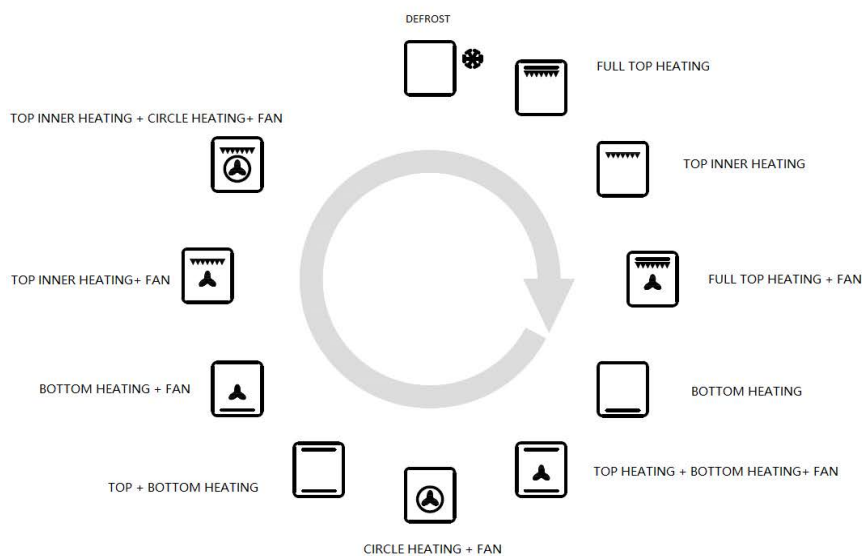 DEFROST
FULL TOP HEATING
TOP INNER HEATING + CIRCLE HEATING+ FAN
TOP INNER HEATING
TOP INNER HEATING+ FAN
FULL TOP HEATING + FAN
BOTTOM HEATING + FAN
BOTTOM HEATING
TOP + BOTTOM HEATING
TOP HEATING + BOTTOM HEATING+ FAN
CIRCLE HEATING + FAN